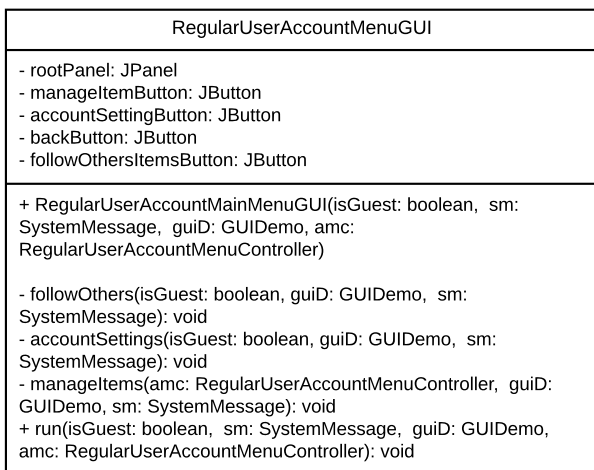 RegularUserAccountMenuGUI
- rootPanel: JPanel
- manageItemButton: JButton
- accountSettingButton: JButton
- backButton: JButton
- followOthersItemsButton: JButton
+ RegularUserAccountMainMenuGUI(isGuest: boolean,  sm:
SystemMessage,  guiD: GUIDemo, amc:
RegularUserAccountMenuController)
- followOthers(isGuest: boolean, guiD: GUIDemo,  sm:
SystemMessage): void
- accountSettings(isGuest: boolean, guiD: GUIDemo,  sm:
SystemMessage): void
- manageItems(amc: RegularUserAccountMenuController,  guiD:
GUIDemo, sm: SystemMessage): void
+ run(isGuest: boolean,  sm: SystemMessage,  guiD: GUIDemo,
amc: RegularUserAccountMenuController): void